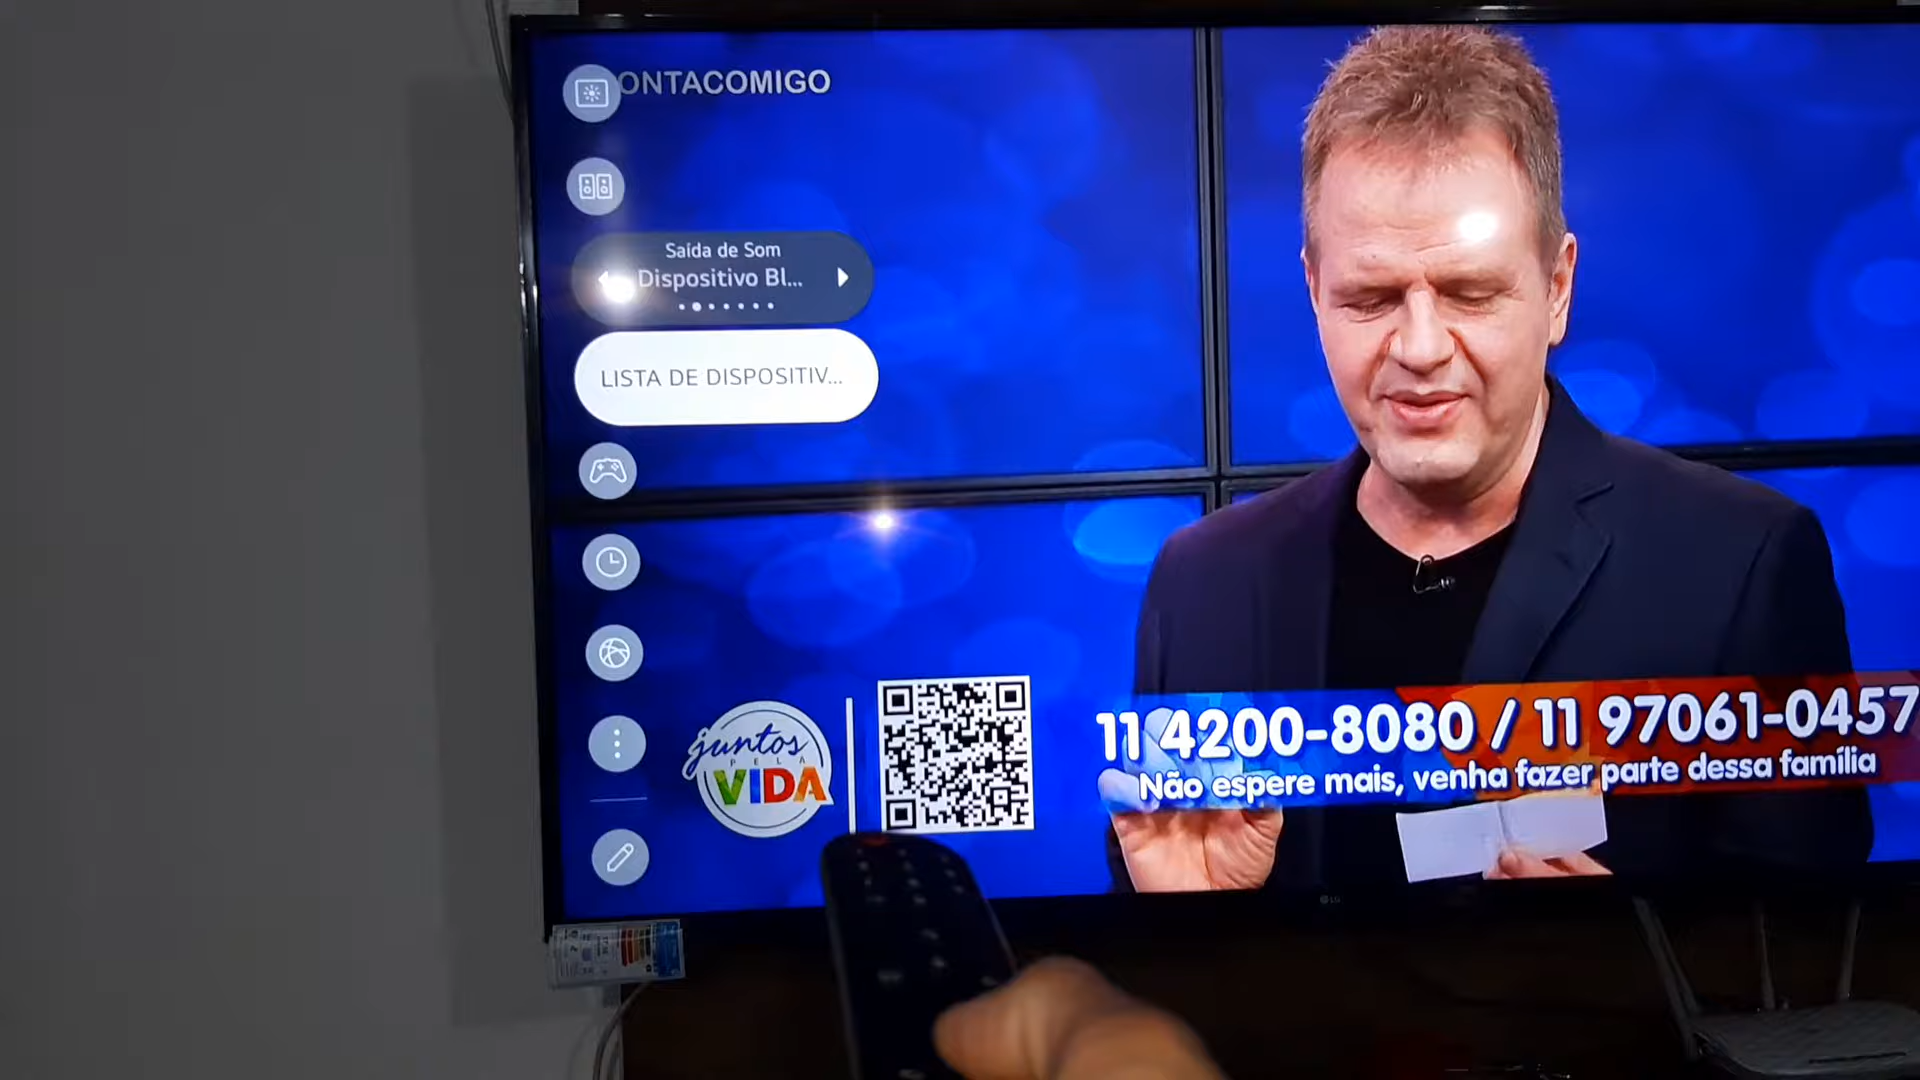 ONTACOMIGO
Saída de Som
Dispositivo Bl...
LISTA DE DISPOSITIV...
juntos
PELA
VIDA
11 4200-8080 / 11 97061-0457
Não espere mais, venha fazer parte dessa família
LG